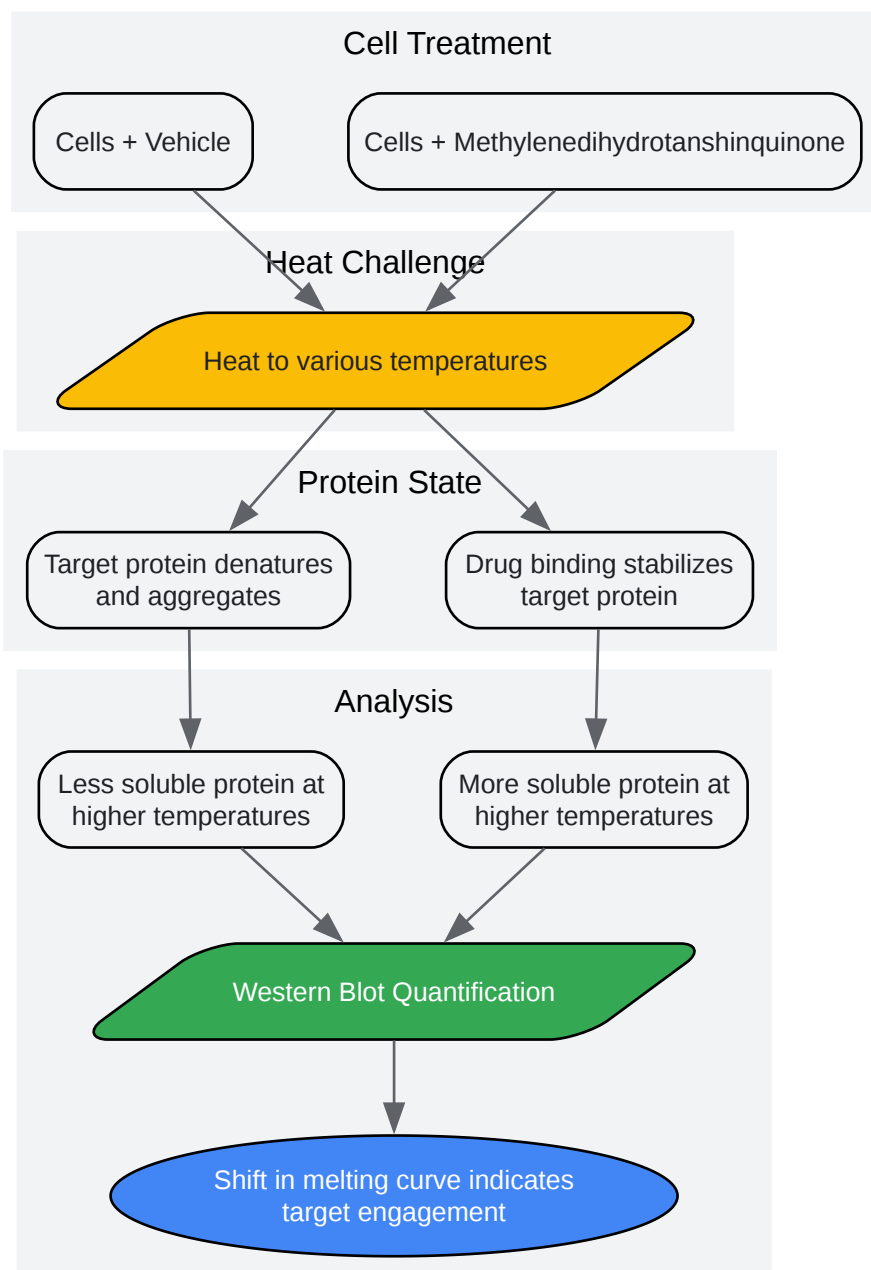 Cell Treatment
Cells + Vehicle
Cells + Methylenedihydrotanshinquinone
Heat Challenge
Heat to various temperatures
Protein State
Target protein denatures
and aggregates
Drug binding stabilizes
target protein
Analysis
Less soluble protein at
higher temperatures
More soluble protein at
higher temperatures
Western Blot Quantification
Shift in melting curve indicates
target engagement